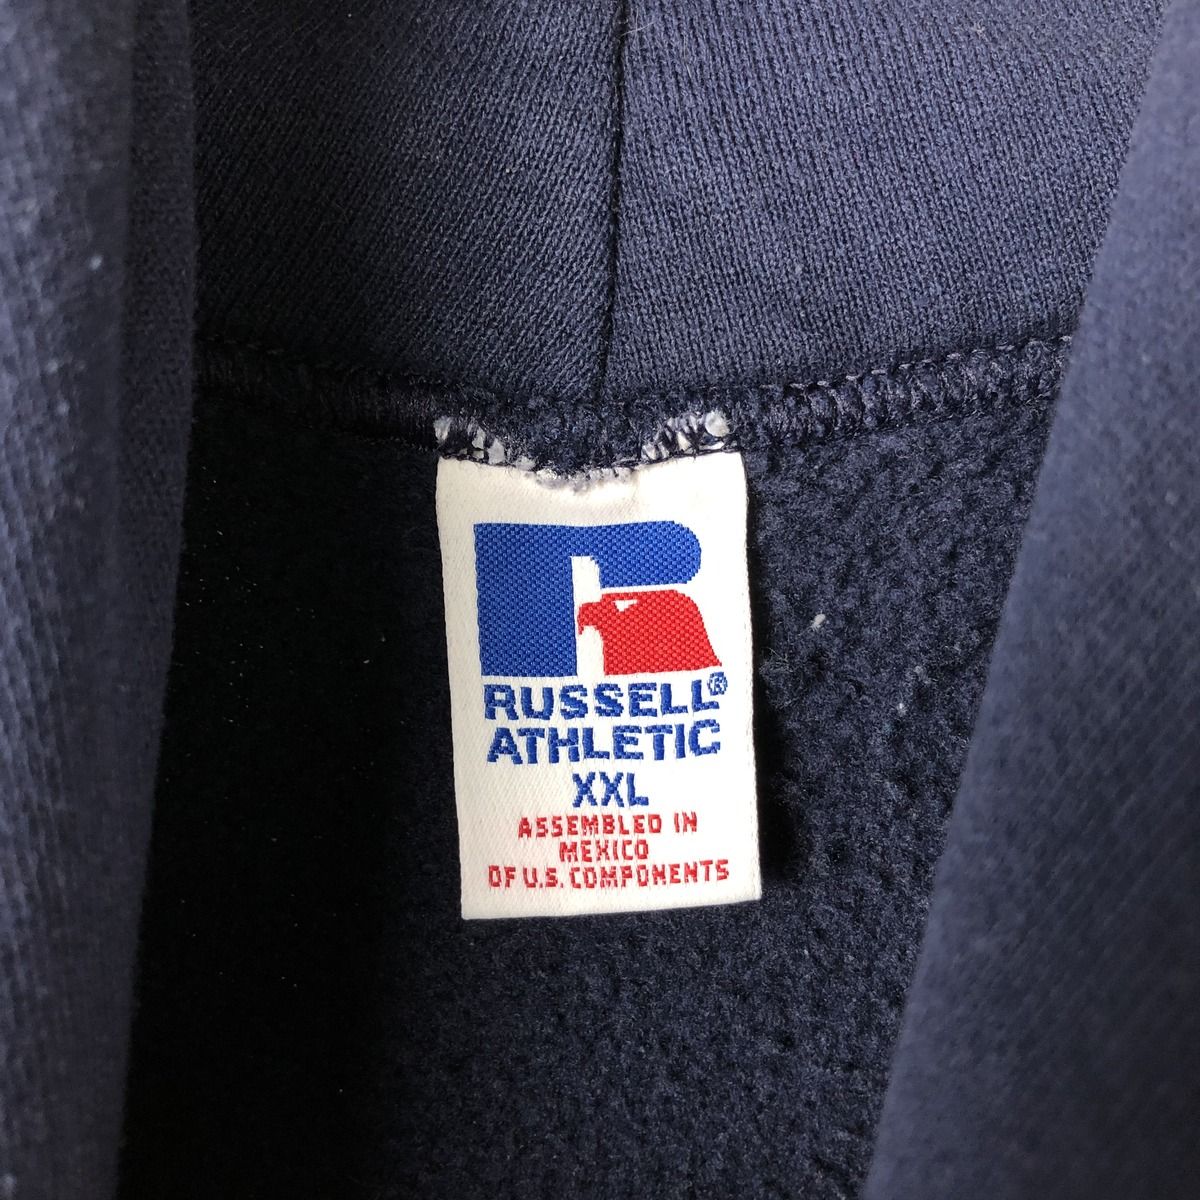 R
RUSSELL®
ATHLETIC
XXL
ASSEMBLED IN
MEXICO
OF U.S. COMPONENTS